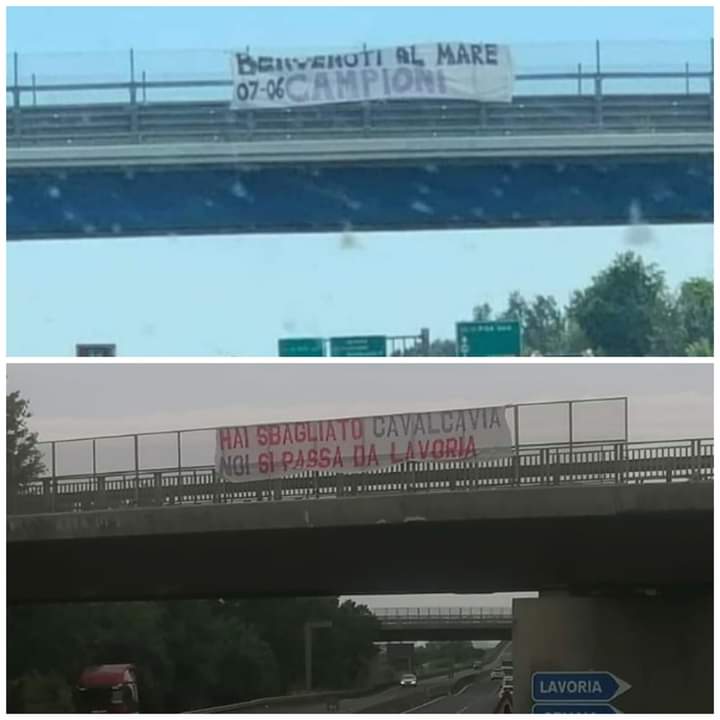 BENVENUTI AL MARE
07-06 CAMPIONI
HAI SBAGLIATO CAVALCAVIA
NOI SI PASSA DA LAVORIA
LAVORIA